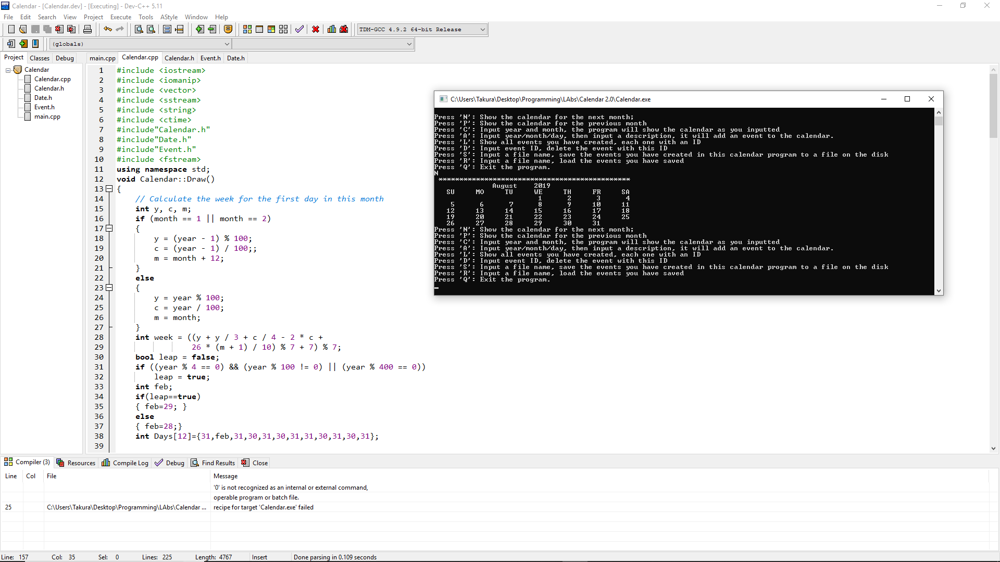 Calendar - [Calendar.dev] - [Executing] - Dev-C++ 5.11
File Edit Search View Project Execute Tools AStyle Window Help
TDM-GCC 4.9.2 64-bit Release
(globals)
Project Classes Debug
main.cpp Calendar.cpp Calendar.h Event.h Date.h
Calendar
Calendar.cpp
Calendar.h
Date.h
Event.h
main.cpp
1 #include <iostream>
2 #include <iomanip>
3 #include <vector>
4 #include <sstream>
5 #include <string>
6 #include <ctime>
7 #include"Calendar.h"
8 #include"Date.h"
9 #include"Event.h"
10 #include <fstream>
11 using namespace std;
12 void Calendar::Draw()
13 {
14 // Calculate the week for the first day in this month
15 int y, c, m;
16 if (month == 1 || month == 2)
17 {
18 y = (year - 1) % 100;
19 c = (year - 1) / 100;;
20 m = month + 12;
21 }
22 else
23 {
24 y = year % 100;
25 c = year / 100;
26 m = month;
27 }
28 int week = ((y + y / 3 + c / 4 - 2 * c +
29 26 * (m + 1) / 10) % 7 + 7) % 7;
30 bool leap = false;
31 if ((year % 4 == 0) && (year % 100 != 0) || (year % 400 == 0))
32 leap = true;
33 int feb;
34 if(leap==true)
35 { feb=29; }
36 else
37 { feb=28;}
38 int Days[12]={31,feb,31,30,31,30,31,31,30,31,30,31};
39
C:\Users\Takura\Desktop\Programming\LAbs\Calendar 2.0\Calendar.exe
Press 'N': Show the calendar for the next month;
Press 'P': Show the calendar for the previous month
Press 'C': Input year and month, the program will show the calendar as you inputted
Press 'A': Input year/month/day, then input a description, it will add an event to the calendar.
Press 'L': Show all events you have created, each one with an ID
Press 'D': Input event ID, delete the event with this ID
Press 'S': Input a file name, save the events you have created in this calendar program to a file on the disk
Press 'R': Input a file name, load the events you have saved
Press 'Q': Exit the program.
N
**********************************************
August 2019
SU MO TU WE TH FR SA
1 2 3 4
5 6 7 8 9 10 11
12 13 14 15 16 17 18
19 20 21 22 23 24 25
26 27 28 29 30 31
Press 'N': Show the calendar for the next month;
Press 'P': Show the calendar for the previous month
Press 'C': Input year and month, the program will show the calendar as you inputted
Press 'A': Input year/month/day, then input a description, it will add an event to the calendar.
Press 'L': Show all events you have created, each one with an ID
Press 'D': Input event ID, delete the event with this ID
Press 'S': Input a file name, save the events you have created in this calendar program to a file on the disk
Press 'R': Input a file name, load the events you have saved
Press 'Q': Exit the program.
Compiler (3) Resources Compile Log Debug Find Results Close
Line Col File Message
'0' is not recognized as an internal or external command,
operable program or batch file.
25 C:\Users\Takura\Desktop\Programming\LAbs\Calendar ... recipe for target 'Calendar.exe' failed
Line: 157 Col: 35 Sel: 0 Lines: 225 Length: 4767 Insert Done parsing in 0.109 seconds